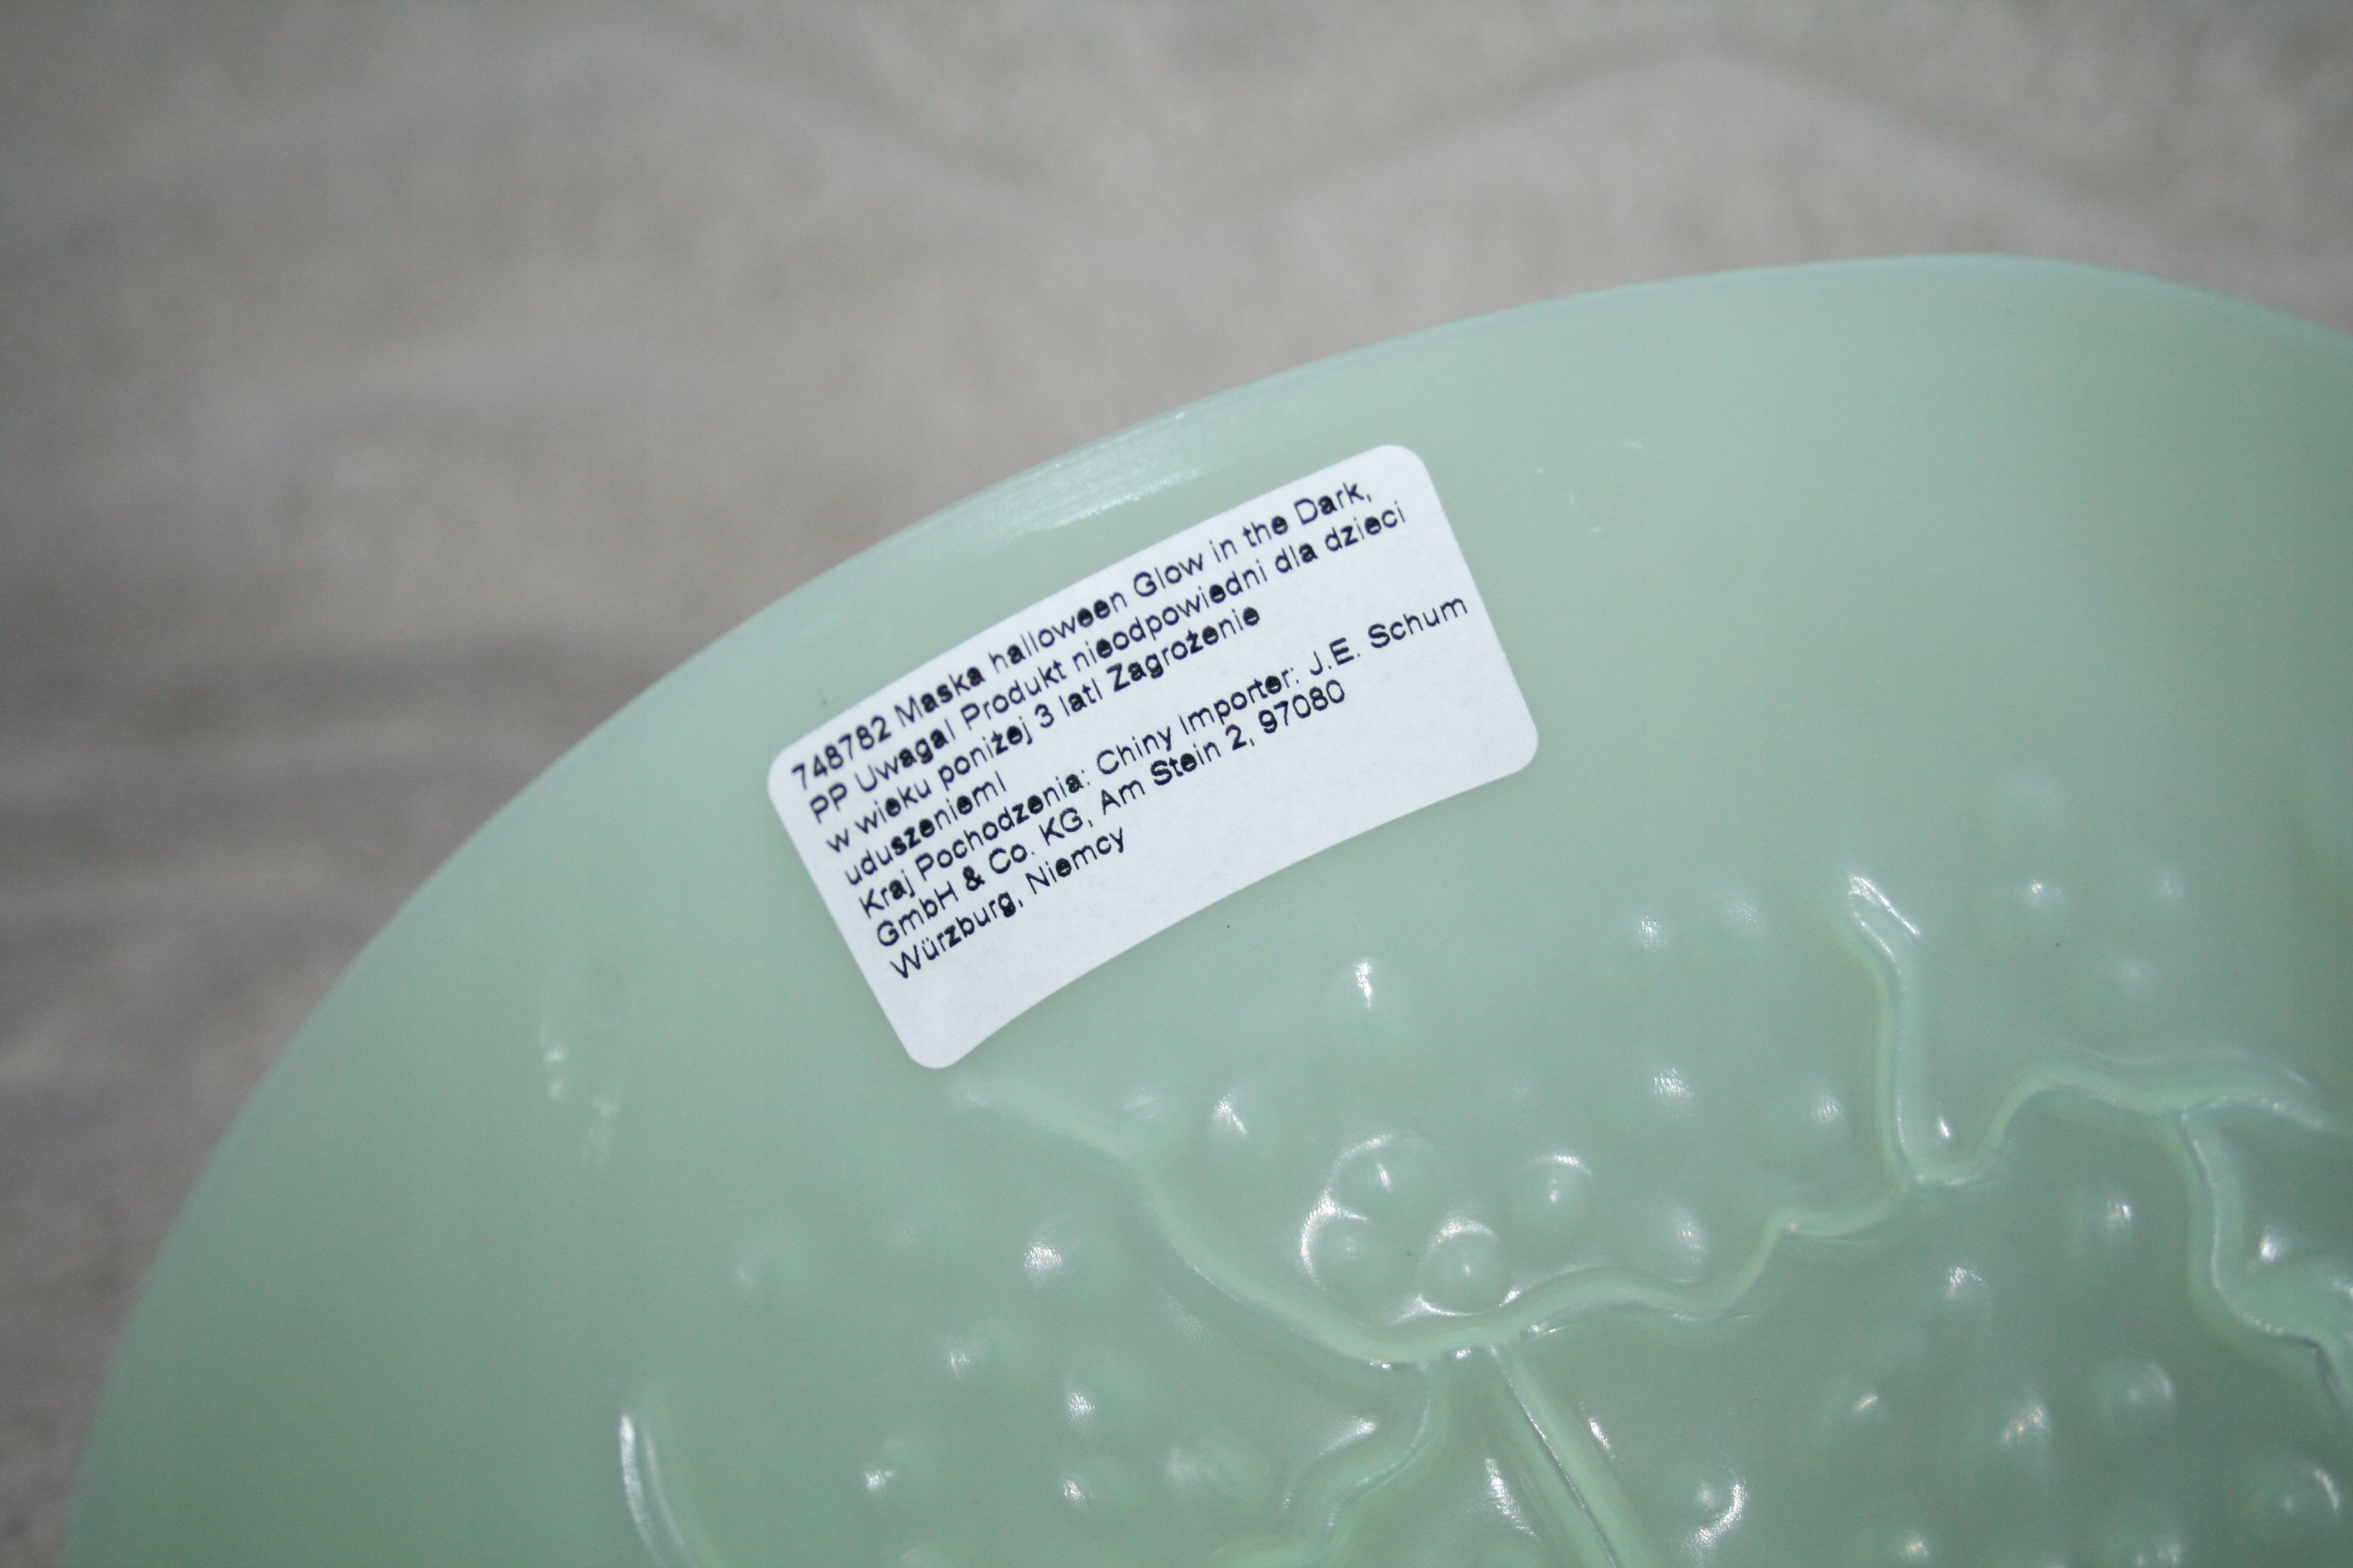 748782 Maska halloween Glow in the Dark,
PP Uwaga! Produkt nieodpowiedni dla dzieci
w wieku poniżej 3 lat! Zagrożenie
uduszeniem!
Kraj Pochodzenia: Chiny Importer: J.E. Schum
GmbH & Co. KG, Am Stein 2, 97080
Würzburg, Niemcy